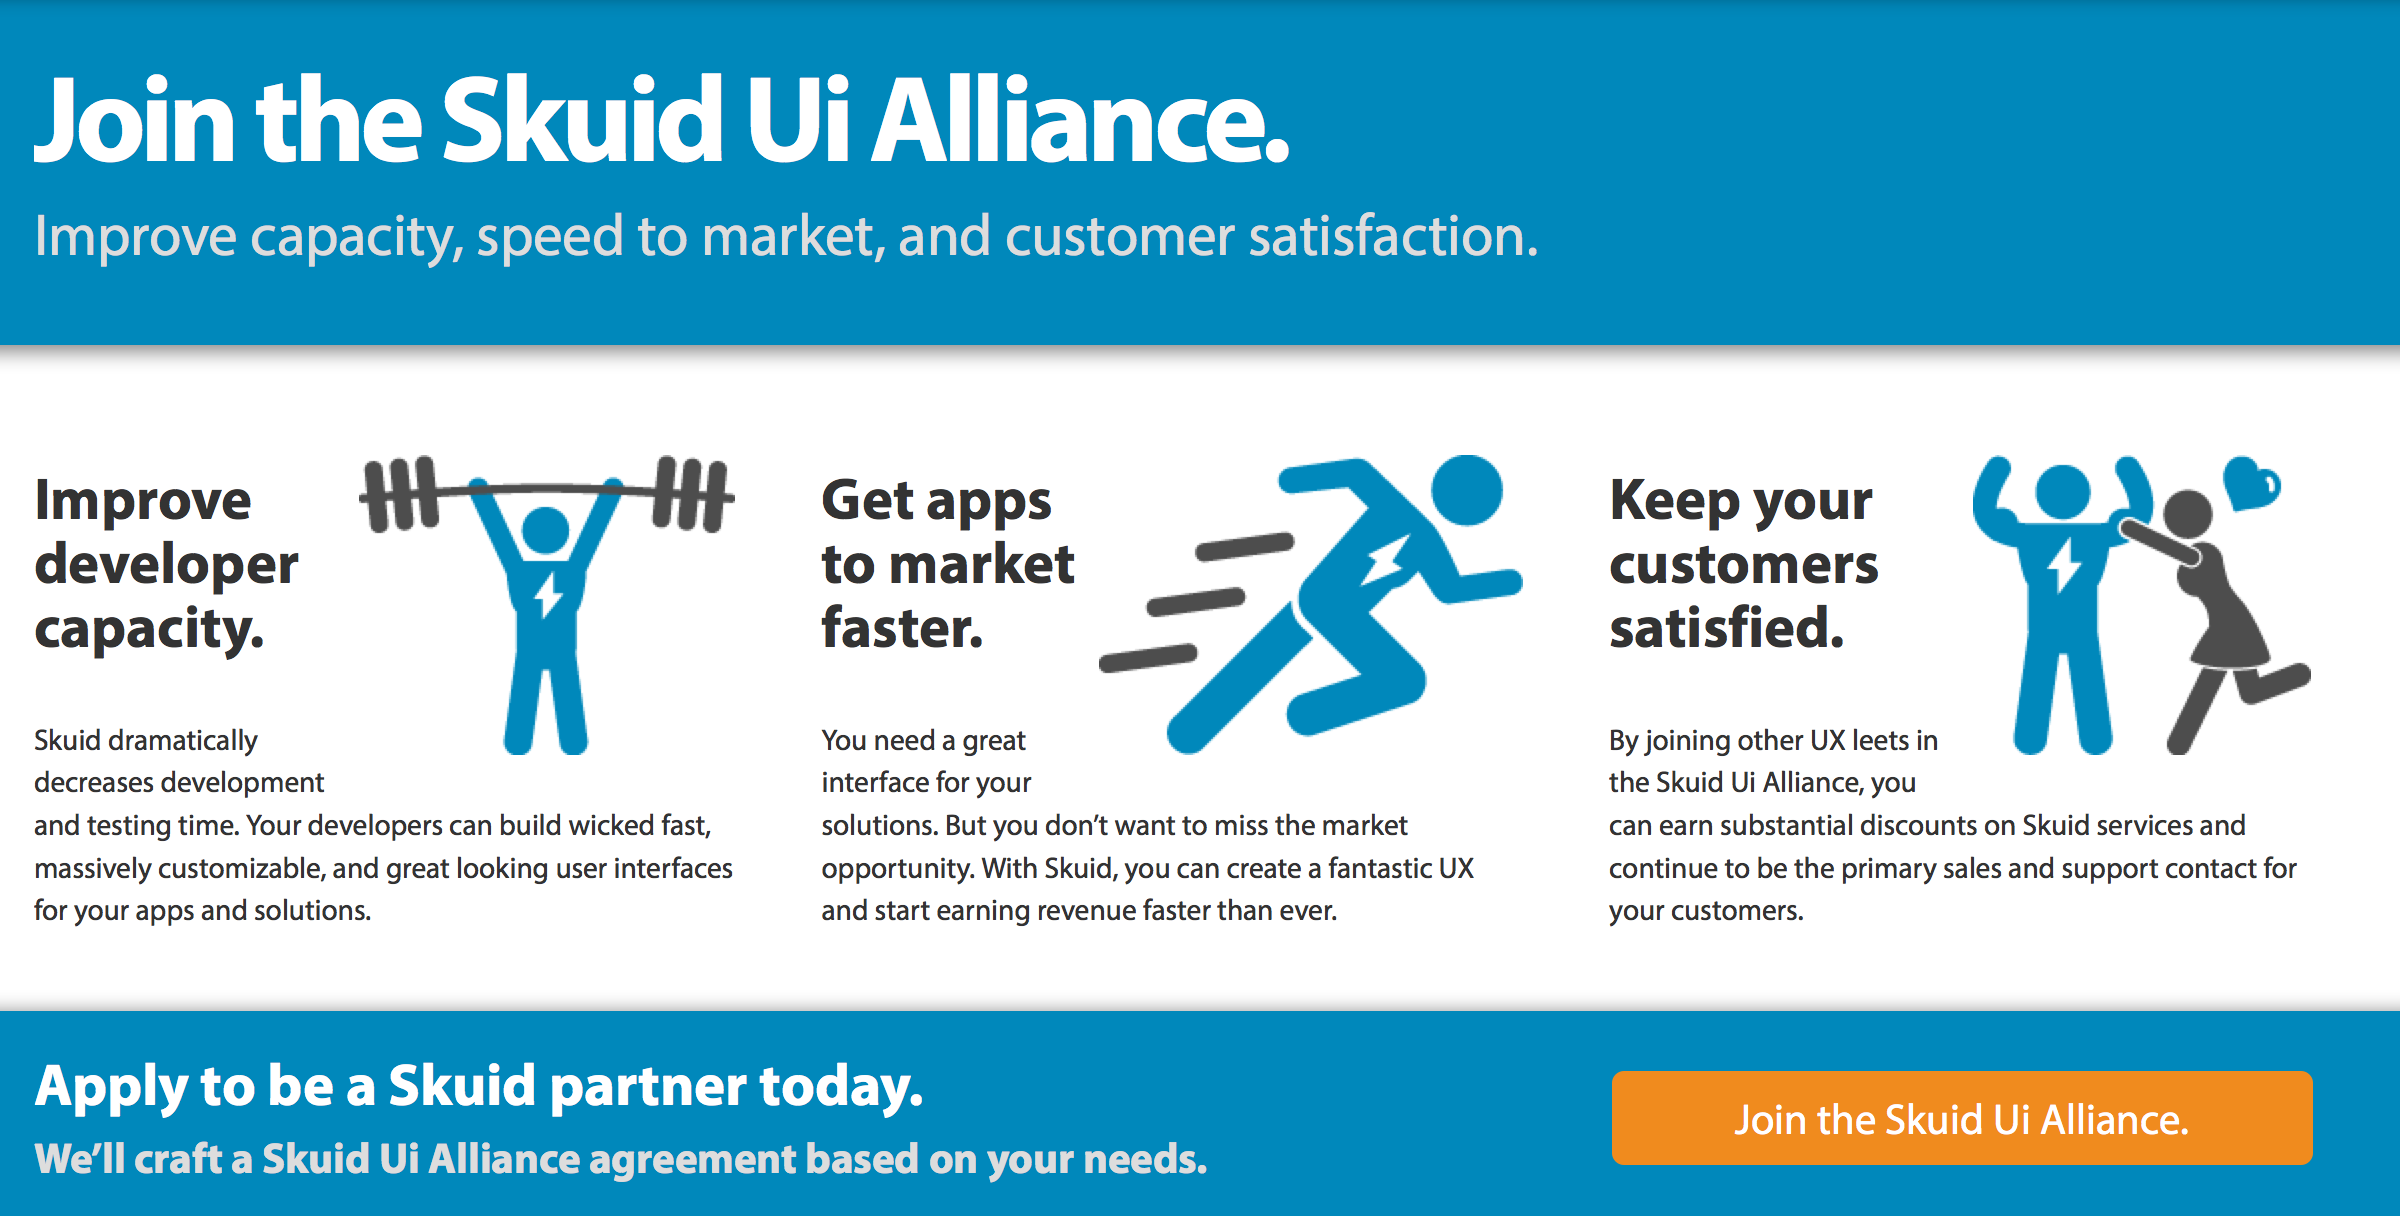 Join the Skuid Ui Alliance.
Improve capacity, speed to market, and customer satisfaction.
Improve
developer
capacity.
Skuid dramatically
decreases development
and testing time. Your developers can build wicked fast,
massively customizable, and great looking user interfaces
for your apps and solutions.
Get apps
to market
faster.
You need a great
interface for your
solutions. But you don’t want to miss the market
opportunity. With Skuid, you can create a fantastic UX
and start earning revenue faster than ever.
Keep your
customers
satisfied.
By joining other UX leets in
the Skuid Ui Alliance, you
can earn substantial discounts on Skuid services and
continue to be the primary sales and support contact for
your customers.
Apply to be a Skuid partner today.
We’ll craft a Skuid Ui Alliance agreement based on your needs.
Join the Skuid Ui Alliance.